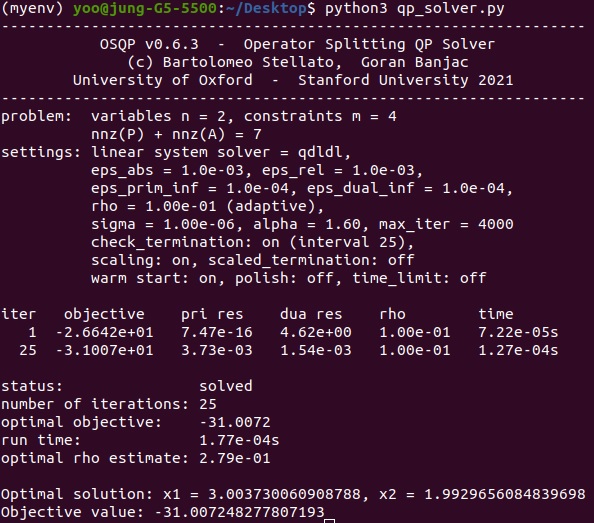 (myenv) yoo@jung-G5-5500:~/Desktop$ python3 qp_solver.py
-----------------------------------------------------------------
OSQP v0.6.3  -  Operator Splitting QP Solver
(c) Bartolomeo Stellato,  Goran Banjac
University of Oxford  -  Stanford University 2021
-----------------------------------------------------------------
problem:  variables n = 2, constraints m = 4
nnz(P) + nnz(A) = 7
settings: linear system solver = qdldl,
eps_abs = 1.0e-03, eps_rel = 1.0e-03,
eps_prim_inf = 1.0e-04, eps_dual_inf = 1.0e-04,
rho = 1.00e-01 (adaptive),
sigma = 1.00e-06, alpha = 1.60, max_iter = 4000
check_termination: on (interval 25),
scaling: on, scaled_termination: off
warm start: on, polish: off, time_limit: off
iter   objective    pri res    dua res    rho        time
1  -2.6642e+01   7.47e-16   4.62e+00   1.00e-01   7.22e-05s
25  -3.1007e+01   3.73e-03   1.54e-03   1.00e-01   1.27e-04s
status:               solved
number of iterations: 25
optimal objective:    -31.0072
run time:             1.77e-04s
optimal rho estimate: 2.79e-01
Optimal solution: x1 = 3.003730060908788, x2 = 1.9929656084839698
Objective value: -31.007248277807193